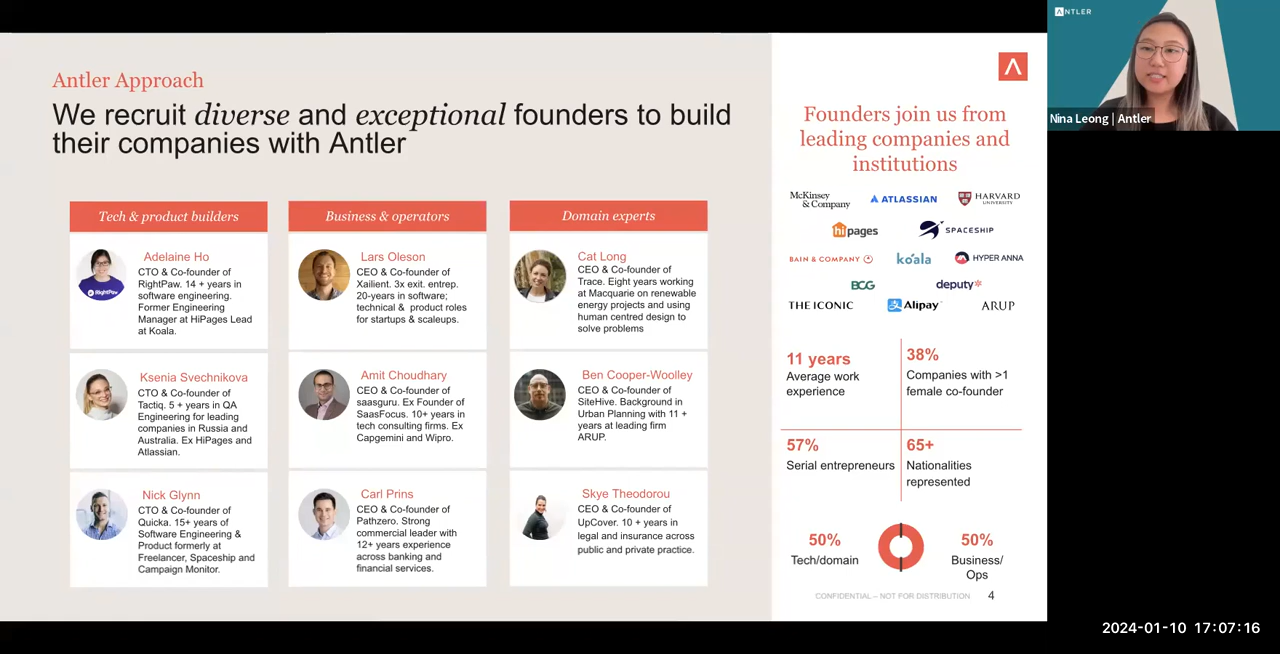 Antler Approach
We recruit diverse and exceptional founders to build
their companies with Antler
Tech & product builders
Adelaine Ho
CTO & Co-founder of
RightPaw. 14 + years in
software engineering.
Former Engineering
Manager at HiPages Lead
at Koala.
RightPaw
Ksenia Svechnikova
CTO & Co-founder of
Tactiq. 5 + years in QA
Engineering for leading
companies in Russia and
Australia. Ex HiPages and
Atlassian.
Nick Glynn
CTO & Co-founder of
Quicka. 15+ years of
Software Engineering &
Product formerly at
Freelancer, Spaceship and
Campaign Monitor.
Business & operators
Lars Oleson
CEO & Co-founder of
Xailient. 3x exit. entrep.
20-years in software;
technical & product roles
for startups & scaleups.
Amit Choudhary
CEO & Co-founder of
saasguru. Ex Founder of
SaasFocus. 10+ years in
tech consulting firms. Ex
Capgemini and Wipro.
Carl Prins
CEO & Co-founder of
Pathzero. Strong
commercial leader with
12+ years experience
across banking and
financial services.
Domain experts
Cat Long
CEO & Co-founder of
Trace. Eight years working
at Macquarie on renewable
energy projects and using
human centred design to
solve problems
Ben Cooper-Woolley
CEO & Co-founder of
SiteHive. Background in
Urban Planning with 11 +
years at leading firm
ARUP.
Skye Theodorou
CEO & Co-founder of
UpCover. 10 + years in
legal and insurance across
public and private practice.
Founders join us from
leading companies and
institutions
McKinsey
& Company
ATLASSIAN
HARVARD
UNIVERSITY
hipages
SPACESHIP
BAIN & COMPANY
koala
HYPER ANNA
BCG
deputy
THE ICONIC
Alipay
ARUP
11 years
Average work
experience
38%
Companies with >1
female co-founder
57%
Serial entrepreneurs
65+
Nationalities
represented
50%
Tech/domain
50%
Business/
Ops
CONFIDENTIAL – NOT FOR DISTRIBUTION 4
ANTLER
Nina Leong | Antler
2024-01-10 17:07:16